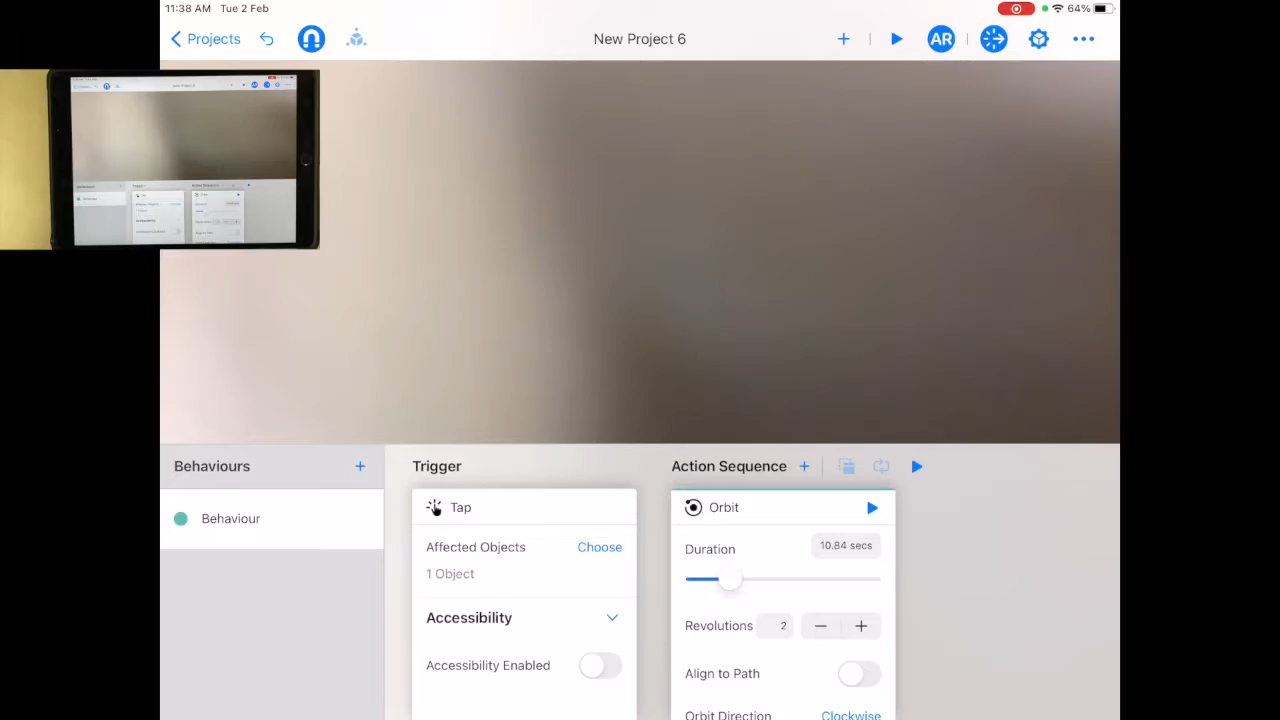 11:38 AM Tue 2 Feb
64%
Projects
New Project 6
AR
Behaviours
Behaviour
Trigger
Tap
Affected Objects Choose
1 Object
Accessibility
Accessibility Enabled
Action Sequence
Orbit
Duration 10.84 secs
Revolutions 2
Align to Path
Orbit Direction Clockwise